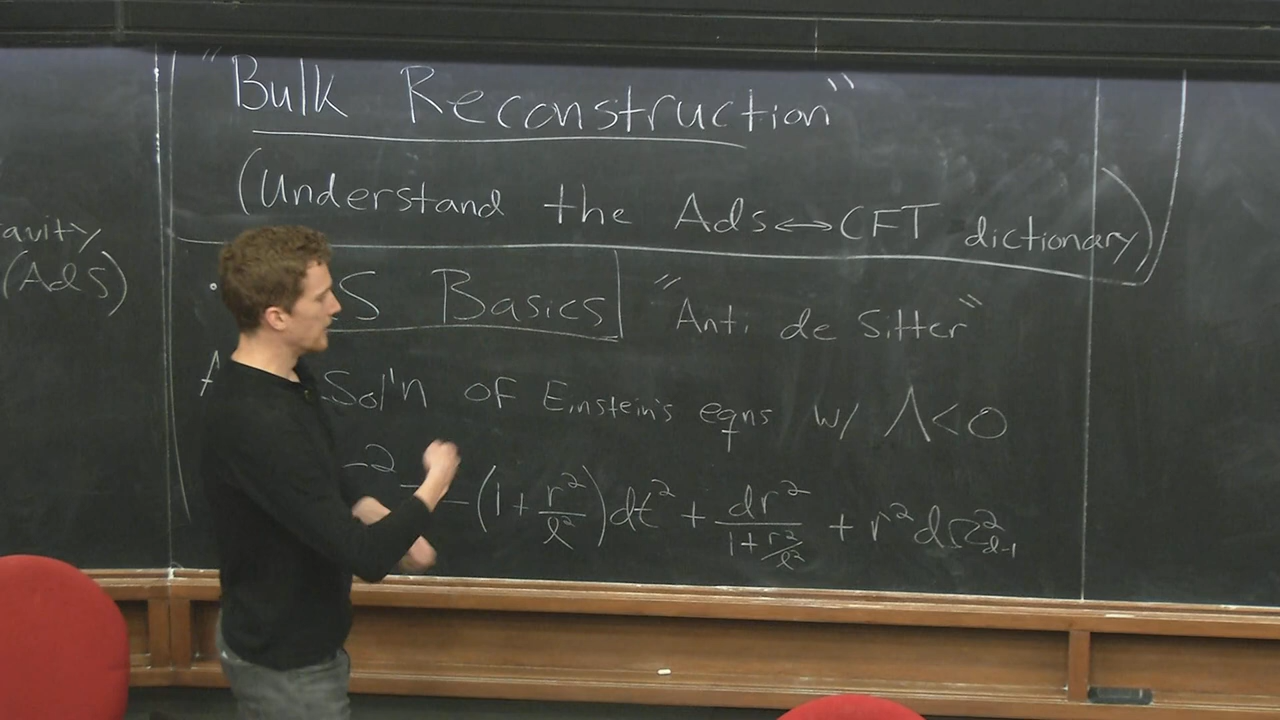 "Bulk Reconstruction"
(Understand the AdS↔CFT dictionary)
avity
(AdS)
S Basics "Anti de Sitter"
A Sol'n of Einstein's eqns w/ Λ<0
² = -(1+r²/ℓ²)dt² + dr²/(1+r²/ℓ²) + r²dΩ²_{d-1}